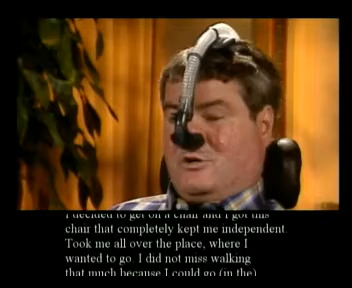 I decided to get on a chair and I got this
chair that completely kept me independent.
Took me all over the place, where I
wanted to go. I did not miss walking
that much because I could go (in the)